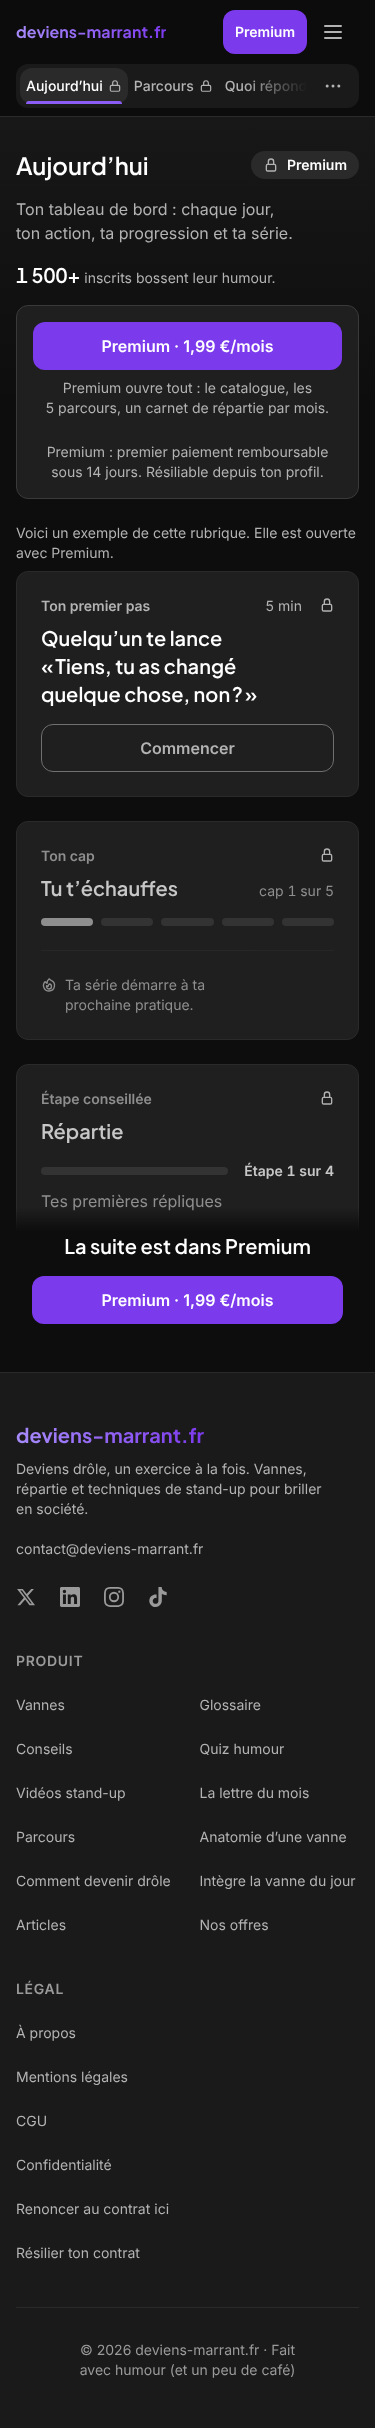 deviens-marrant.fr
Premium
Aujourd’hui
Parcours
Quoi répond
Aujourd’hui
Premium
Ton tableau de bord : chaque jour,
ton action, ta progression et ta série.
1 500+ inscrits bossent leur humour.
Premium · 1,99 €/mois
Premium ouvre tout : le catalogue, les
5 parcours, un carnet de répartie par mois.
Premium : premier paiement remboursable
sous 14 jours. Résiliable depuis ton profil.
Voici un exemple de cette rubrique. Elle est ouverte
avec Premium.
Ton premier pas
5 min
Quelqu’un te lance
« Tiens, tu as changé
quelque chose, non ? »
Commencer
Ton cap
Tu t’échauffes
cap 1 sur 5
Ta série démarre à ta
prochaine pratique.
Étape conseillée
Répartie
Étape 1 sur 4
Tes premières répliques
La suite est dans Premium
Premium · 1,99 €/mois
deviens-marrant.fr
Deviens drôle, un exercice à la fois. Vannes,
répartie et techniques de stand-up pour briller
en société.
contact@deviens-marrant.fr
PRODUIT
Vannes
Glossaire
Conseils
Quiz humour
Vidéos stand-up
La lettre du mois
Parcours
Anatomie d’une vanne
Comment devenir drôle
Intègre la vanne du jour
Articles
Nos offres
LÉGAL
À propos
Mentions légales
CGU
Confidentialité
Renoncer au contrat ici
Résilier ton contrat
© 2026 deviens-marrant.fr · Fait
avec humour (et un peu de café)